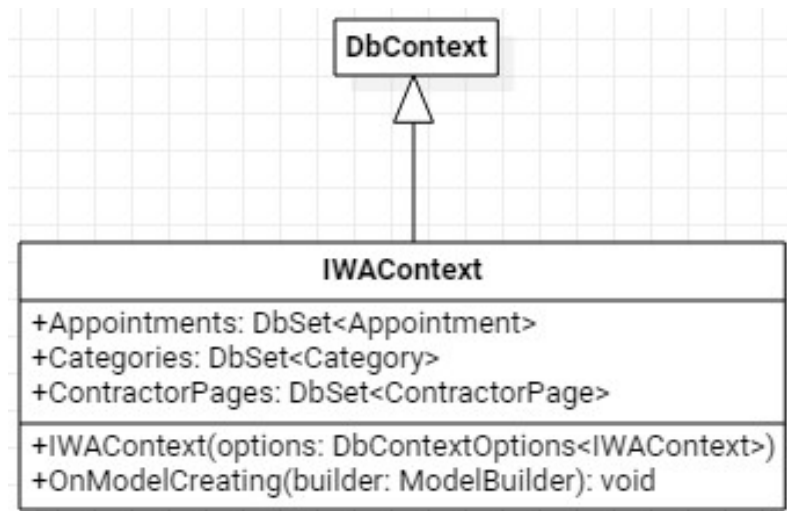 DbContext
IWAContext
+Appointments: DbSet<Appointment>
+Categories: DbSet<Category>
+ContractorPages: DbSet<ContractorPage>
+IWAContext(options: DbContextOptions<IWAContext>)
+OnModelCreating(builder: ModelBuilder): void